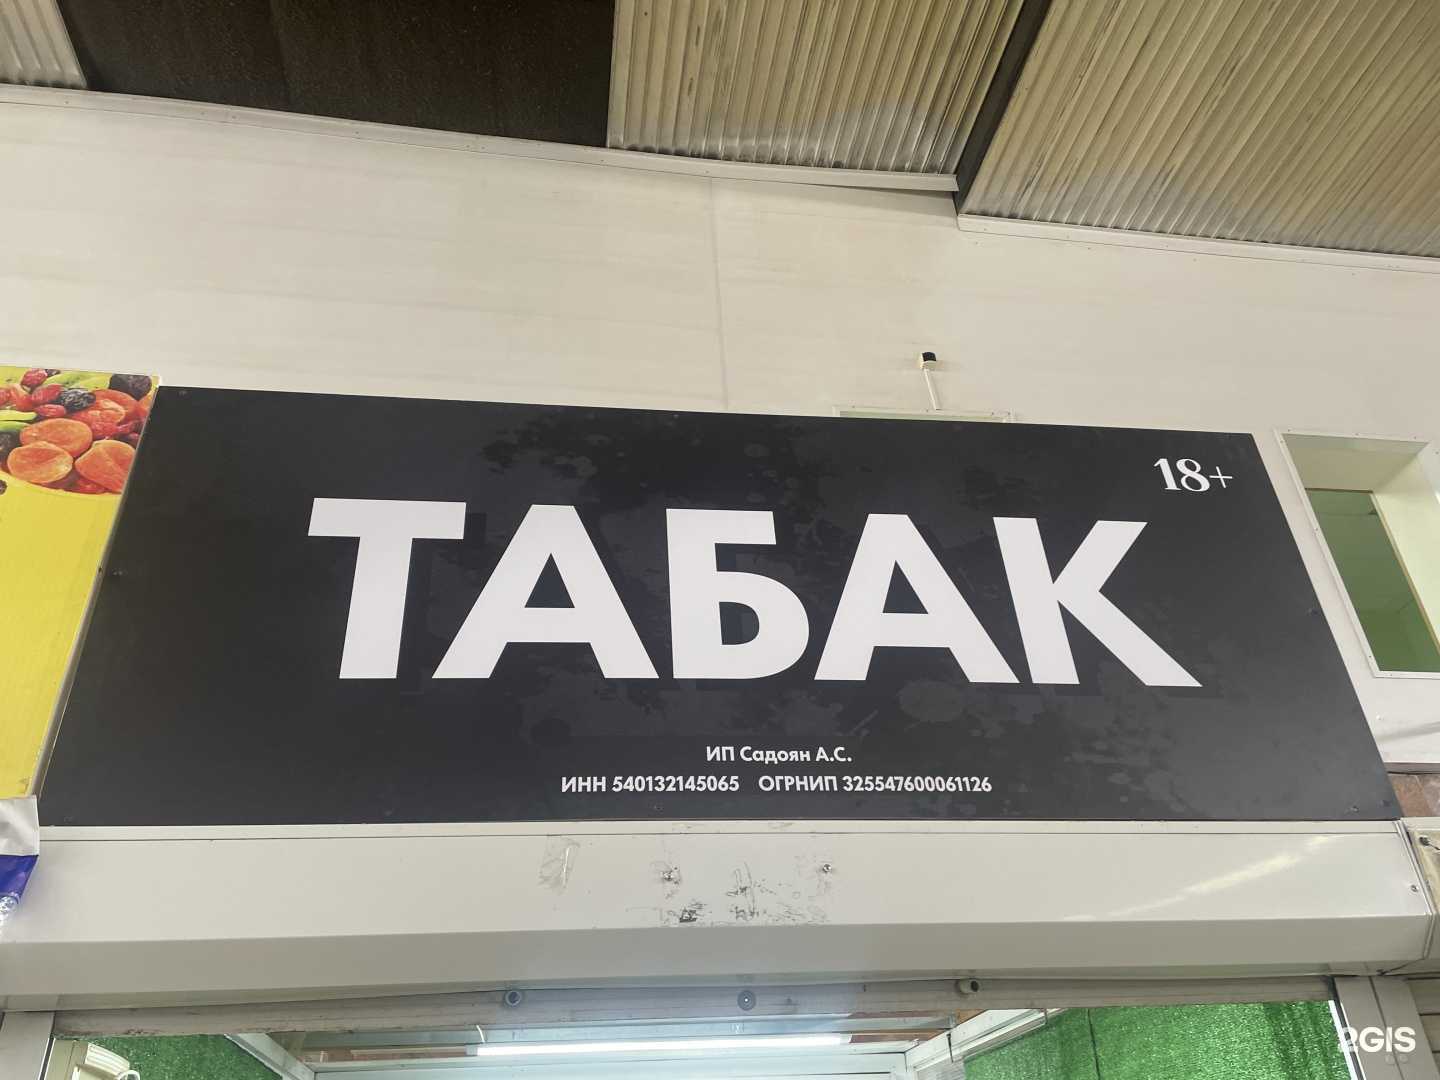 18+
ТАБАК
ИП Садоян А.С.
ИНН 540132145065 ОГРНИП 325547600061126
2GIS